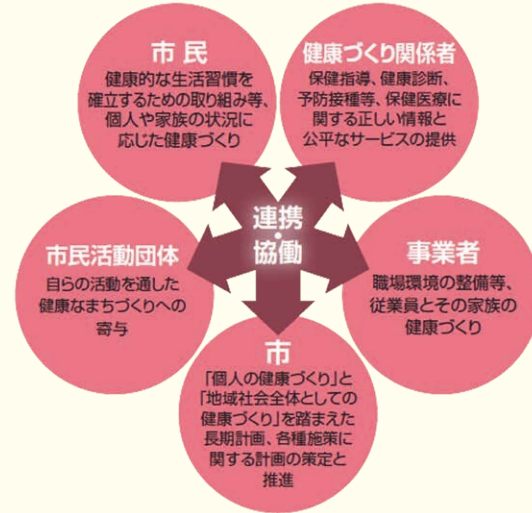 市民
健康的な生活習慣を
確立するための取り組み等、
個人や家族の状況に
応じた健康づくり
健康づくり関係者
保健指導、健康診断、
予防接種等、保健医療に
関する正しい情報と
公平なサービスの提供
連携
・
協働
市民活動団体
自らの活動を通した
健康なまちづくりへの
寄与
事業者
職場環境の整備等、
従業員とその家族の
健康づくり
市
「個人の健康づくり」と
「地域社会全体としての
健康づくり」を踏まえた
長期計画、各種施策に
関する計画の策定と
推進